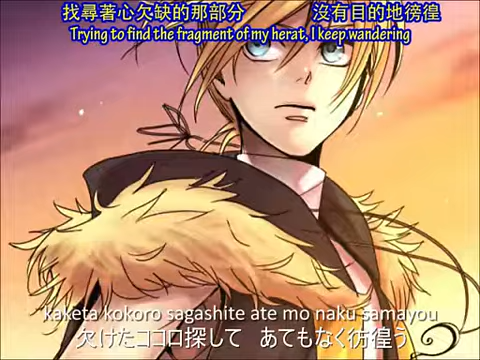 找尋著心欠缺的那部分　沒有目的地徬徨
Trying to find the fragment of my herat, I keep wandering
kaketa kokoro sagashite ate mo naku samayou
欠けたココロ探して　あてもなく彷徨う